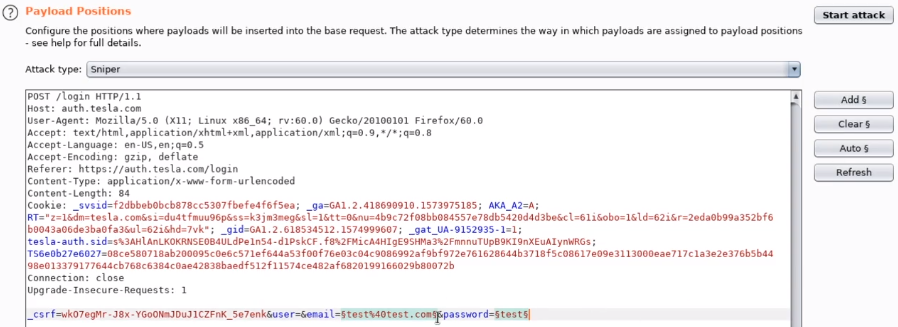 Payload Positions
Start attack
Configure the positions where payloads will be inserted into the base request. The attack type determines the way in which payloads are assigned to payload positions
- see help for full details.
Attack type: Sniper
POST /login HTTP/1.1
Host: auth.tesla.com
User-Agent: Mozilla/5.0 (X11; Linux x86_64; rv:60.0) Gecko/20100101 Firefox/60.0
Accept: text/html,application/xhtml+xml,application/xml;q=0.9,*/*;q=0.8
Accept-Language: en-US,en;q=0.5
Accept-Encoding: gzip, deflate
Referer: https://auth.tesla.com/login
Content-Type: application/x-www-form-urlencoded
Content-Length: 84
Cookie: _svsid=f2dbbeb0bcb878cc5307fbefe4f6f5ea; _ga=GA1.2.418690910.1573975185; AKA_A2=A;
RT="z=1&dm=tesla.com&si=du4tfmuu96p&ss=k3jm3meg&sl=1&tt=0&nu=4b9c72f08bb084557e78db5420d4d3be&cl=61i&obo=1&ld=62i&r=2eda0b99a352bf6
b0043a06de3ba0fa3&ul=62i&hd=7vk"; _gid=GA1.2.618534512.1574999607; _gat_UA-9152935-1=1;
tesla-auth.sid=s%3AHlAnLKOKRNSE0B4ULdPe1n54-d1PskCF.f8%2FMicA4HIgE9SHMa3%2FmnnuTUpB9KI9nXEuAIynWRGs;
TS6e0b27e6027=08ce580718ab200095c0e6c571ef644a53f00f76e03c04c9086992af9bf972e761628644b3718f5c08617e09e3113000eae717c1a3e2e376b5b44
98e0133791​77644cb768c6384c0ae42838baedf512f11574ce482af6820199166029b80072b
Connection: close
Upgrade-Insecure-Requests: 1
_csrf=wkO7egMr-J8x-YGoONmJDuJ1CZFnK_5e7enk&user=&email=§test%40test.com§&password=§test§
Add §
Clear §
Auto §
Refresh